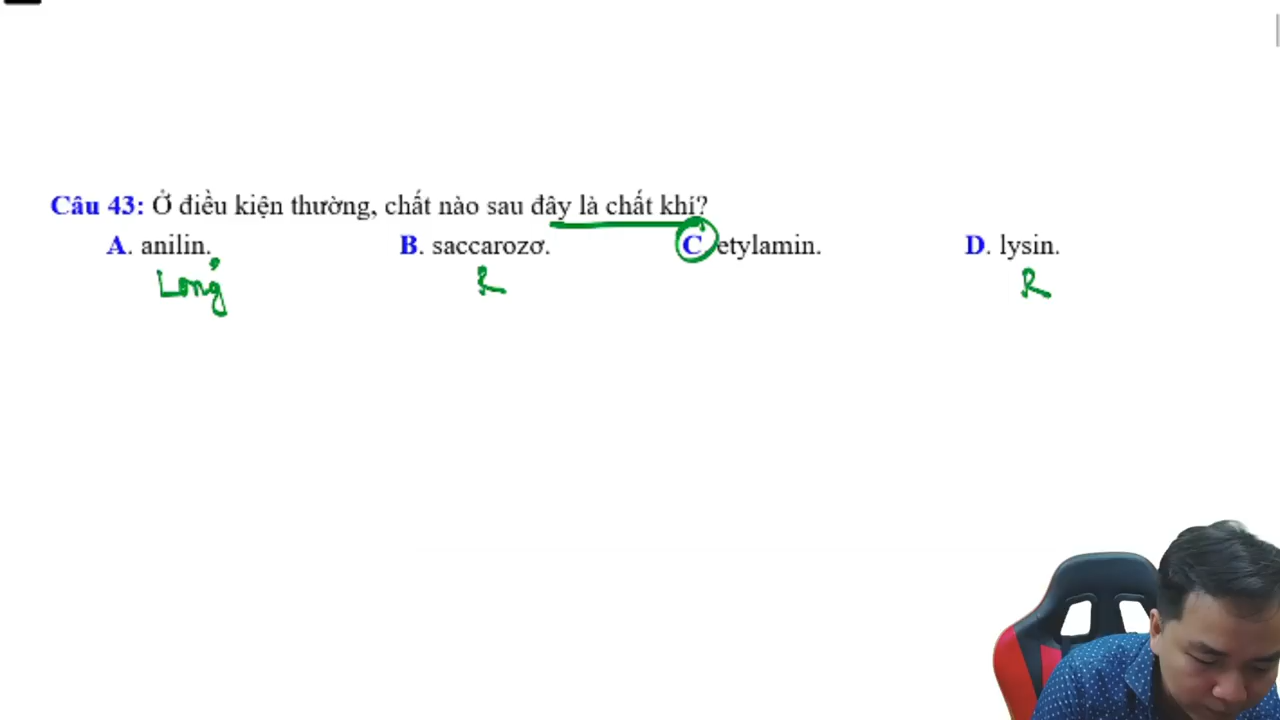 Câu 43: Ở điều kiện thường, chất nào sau đây là chất khí?
A. anilin. B. saccarozơ. C etylamin. D. lysin.
Lỏng R R